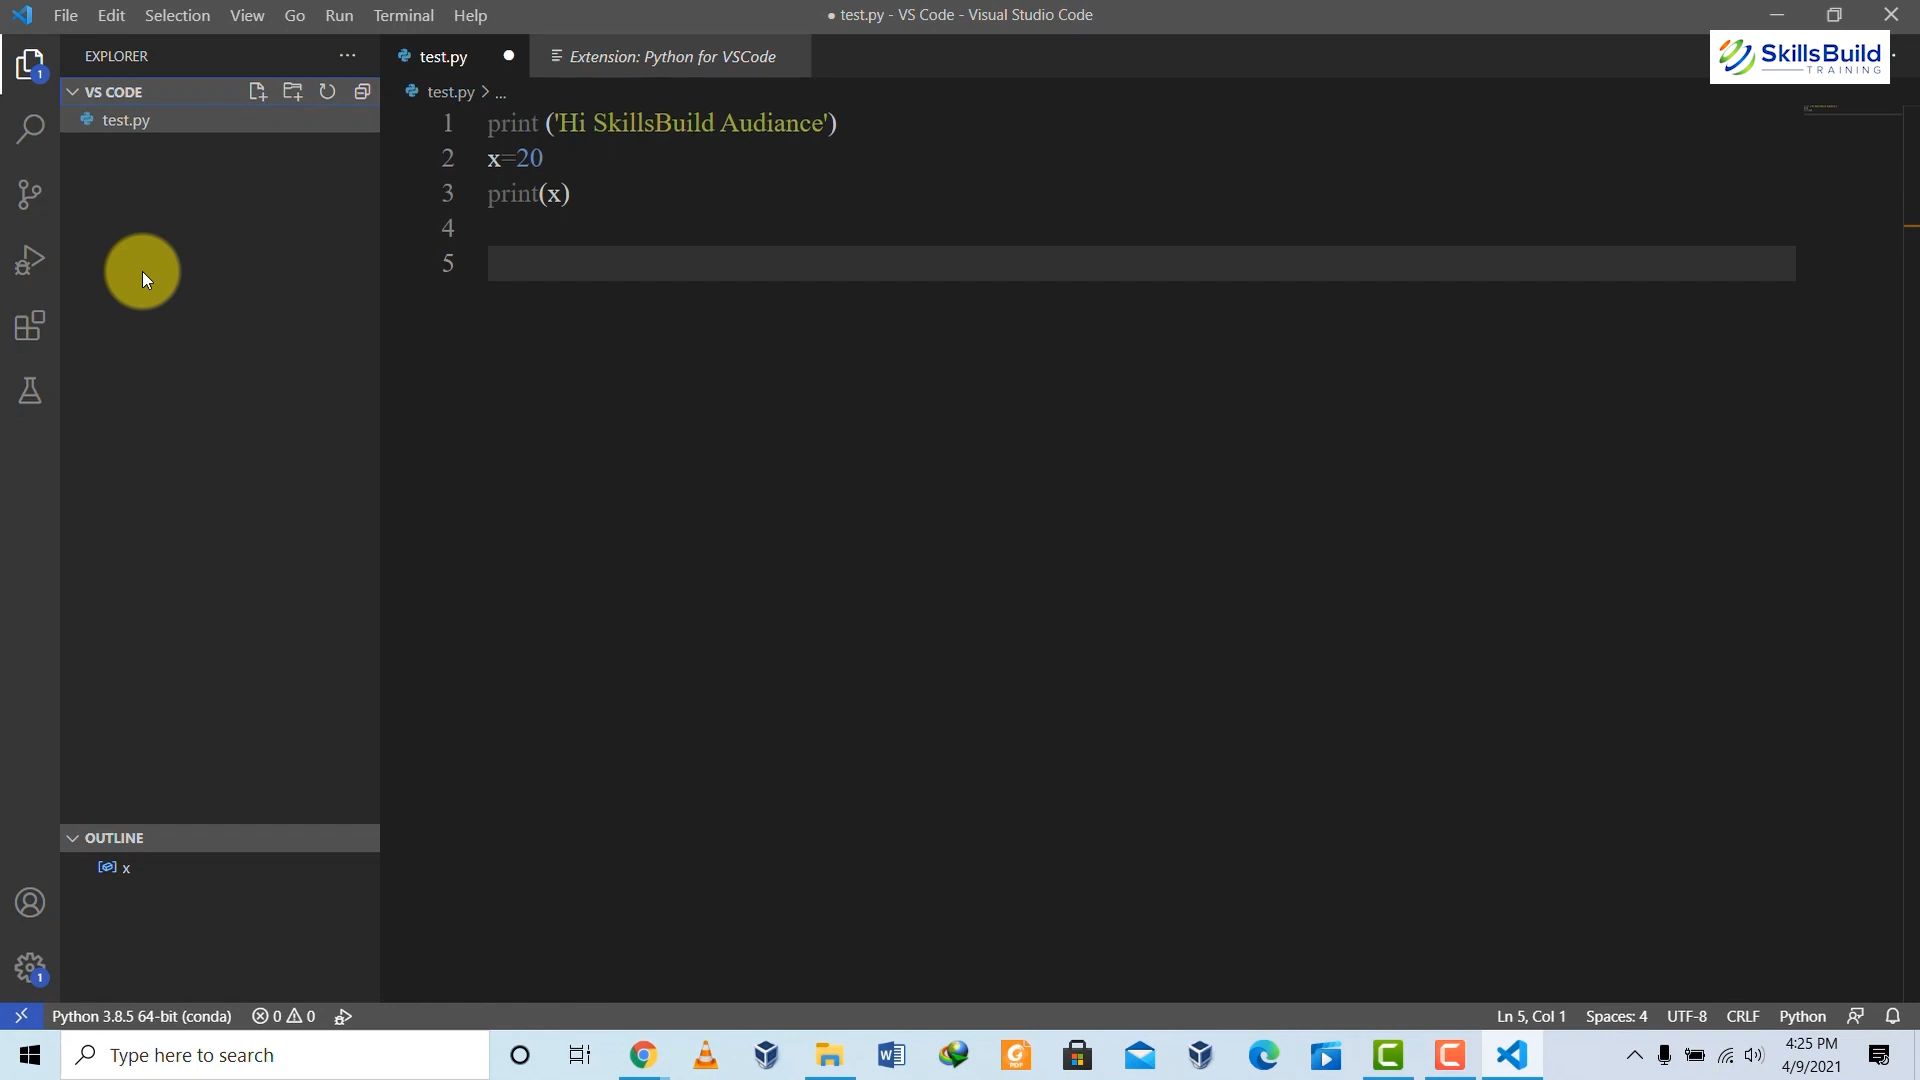 File Edit Selection View Go Run Terminal Help
● test.py - VS Code - Visual Studio Code
SkillsBuild
TRAINING
EXPLORER
test.py
Extension: Python for VSCode
1
VS CODE
test.py > ...
test.py
1 print ('Hi SkillsBuild Audiance')
2 x=20
3 print(x)
4
5
OUTLINE
x
1
Python 3.8.5 64-bit (conda) 0 0
Ln 5, Col 1 Spaces: 4 UTF-8 CRLF Python
Type here to search
PDF
4:25 PM
4/9/2021